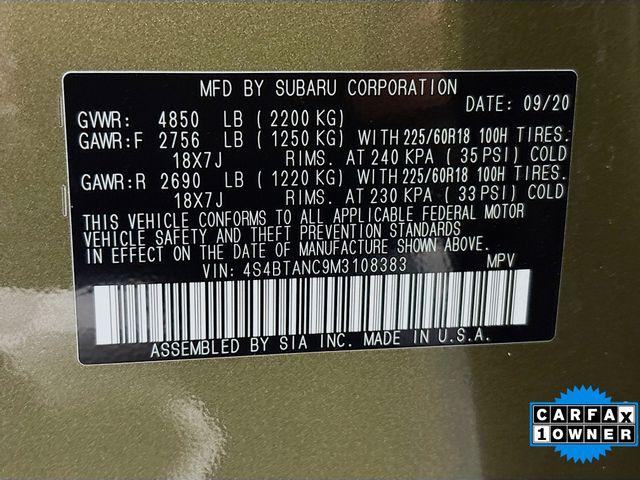 MFD BY SUBARU CORPORATION
DATE: 09/20
GVWR: 4850 LB ( 2200 KG)
GAWR:F 2756 LB ( 1250 KG) WITH 225/60R18 100H TIRES.
18X7J RIMS. AT 240 KPA ( 35 PSI) COLD
GAWR:R 2690 LB ( 1220 KG) WITH 225/60R18 100H TIRES.
18X7J RIMS. AT 230 KPA ( 33 PSI) COLD
THIS VEHICLE CONFORMS TO ALL APPLICABLE FEDERAL MOTOR
VEHICLE SAFETY AND THEFT PREVENTION STANDARDS
IN EFFECT ON THE DATE OF MANUFACTURE SHOWN ABOVE.
VIN: 4S4BTANC9M3108383 MPV
ASSEMBLED BY SIA INC. MADE IN U.S.A.
CARFAX
1 OWNER